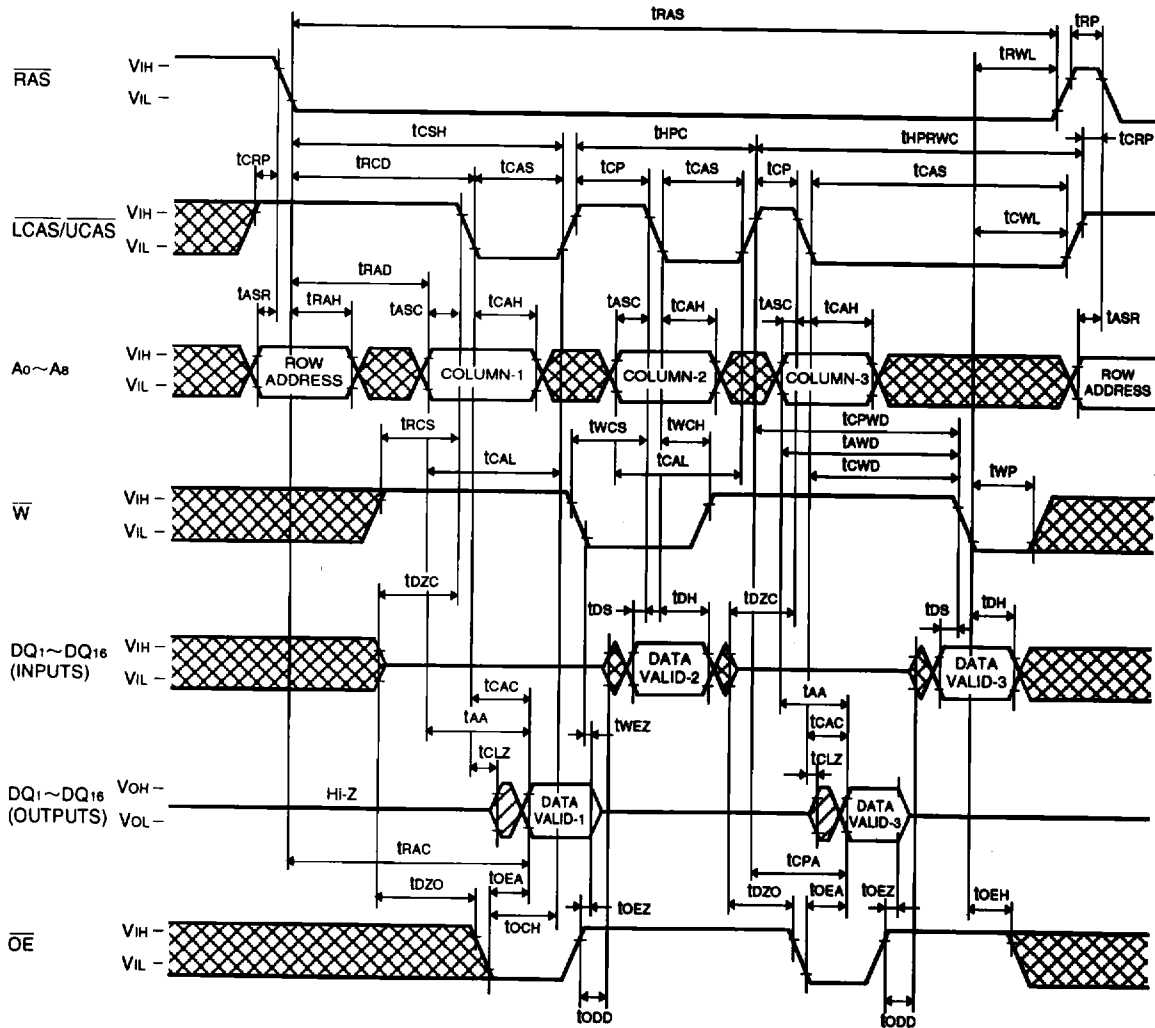 tRAS
tRP
tRWL
RAS
VIH
VIL
tCSH
tHPC
tHPRWC
tCRP
tCRP
tRCD
tCAS
tCP
tCAS
tCP
tCAS
LCAS/UCAS
VIH
VIL
tCWL
tRAD
tASR
tRAH
tASC
tCAH
tASC
tCAH
tASC
tCAH
tASR
A0~A8
VIH
VIL
ROW ADDRESS
COLUMN-1
COLUMN-2
COLUMN-3
ROW ADDRESS
tRCS
tWCS
tWCH
tCPWD
tAWD
tCAL
tCAL
tCWD
tWP
W
VIH
VIL
tDZC
tDS
tDH
tDZC
tDS
tDH
DQ1~DQ16 (INPUTS)
VIH
VIL
DATA VALID-2
DATA VALID-3
tCAC
tAA
tWEZ
tCLZ
tAA
tCAC
tCLZ
DQ1~DQ16 (OUTPUTS)
VOH
VOL
Hi-Z
DATA VALID-1
DATA VALID-3
tRAC
tCPA
tDZO
tOEA
tOEZ
tDZO
tOEA
tOEZ
tOEH
tOCH
OE
VIH
VIL
tODD
tODD